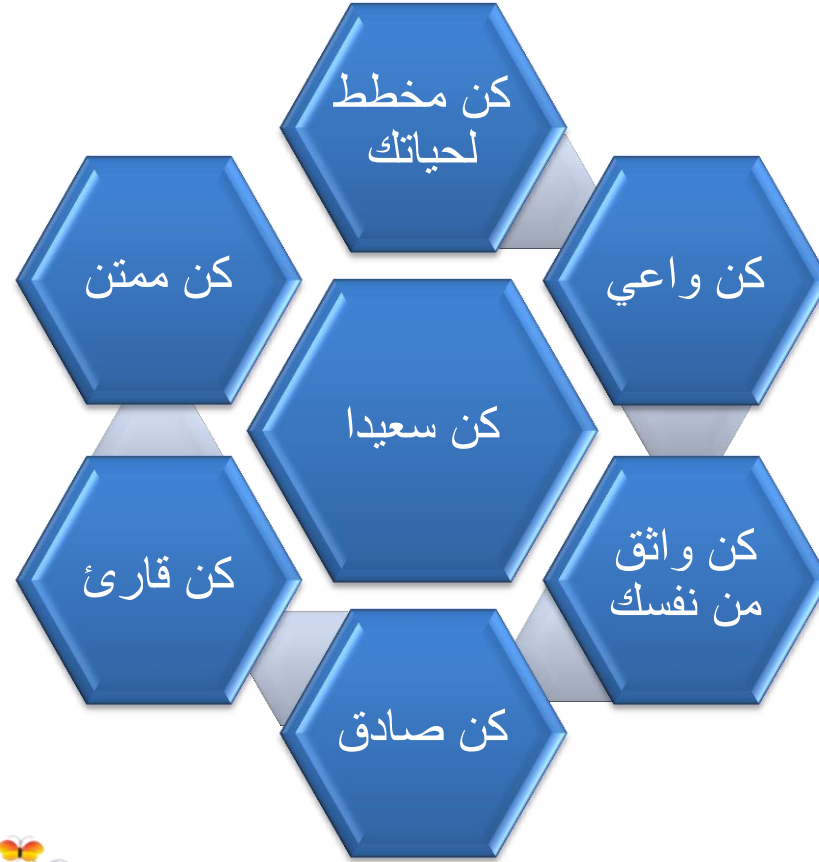 كن مخطط
لحياتك
كن واعي
كن ممتن
كن سعيدا
كن واثق
من نفسك
كن قارئ
كن صادق